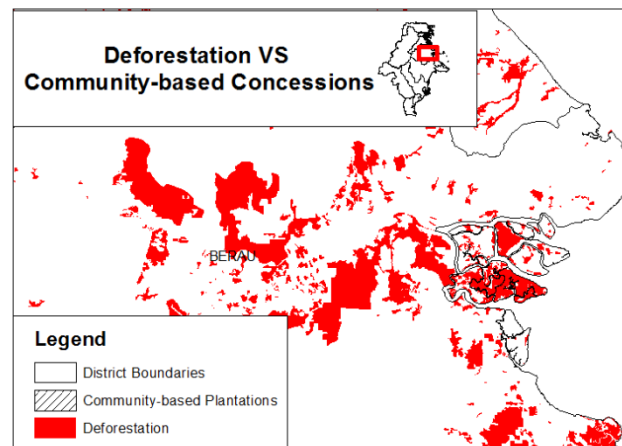 Deforestation VS
Community-based Concessions
BERAU
Legend
District Boundaries
Community-based Plantations
Deforestation